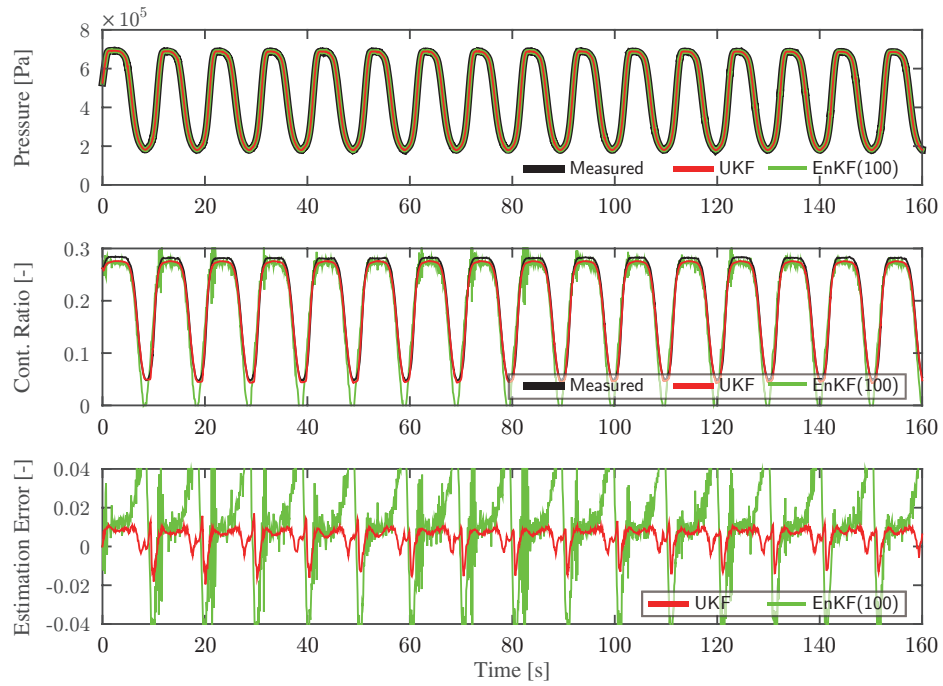 ×10⁵
8
6
4
2
0
Pressure [Pa]
Measured UKF EnKF(100)
0 20 40 60 80 100 120 140 160
0.3
0.2
0.1
0
Cont. Ratio [-]
Measured UKF EnKF(100)
0 20 40 60 80 100 120 140 160
0.04
0.02
0
-0.02
-0.04
Estimation Error [-]
UKF EnKF(100)
0 20 40 60 80 100 120 140 160
Time [s]